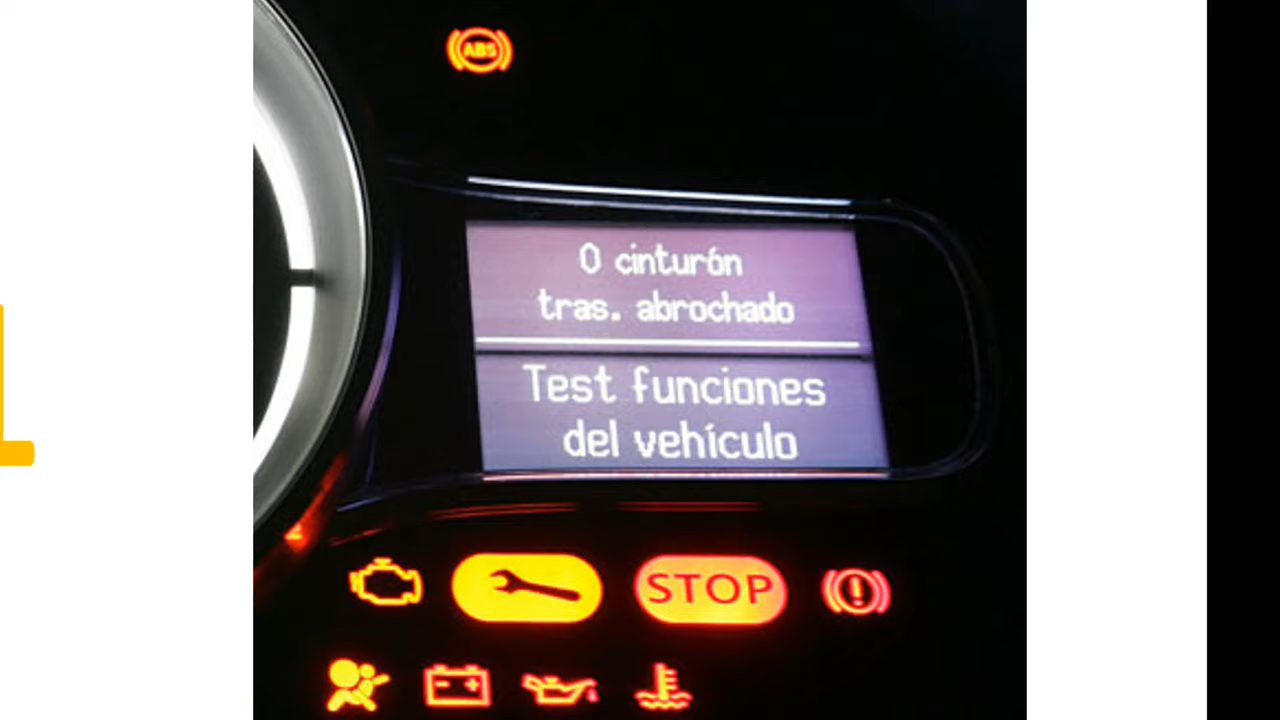 ABS
0 cinturón
tras. abrochado
Test funciones
del vehículo
STOP